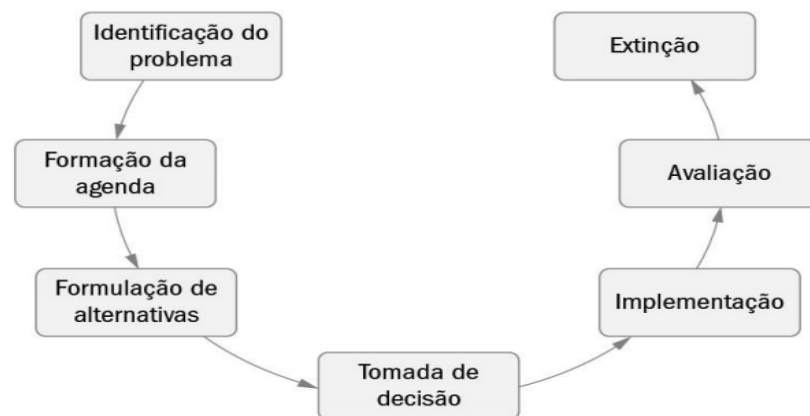 Identificação do
problema
Formação da
agenda
Formulação de
alternativas
Tomada de
decisão
Implementação
Avaliação
Extinção